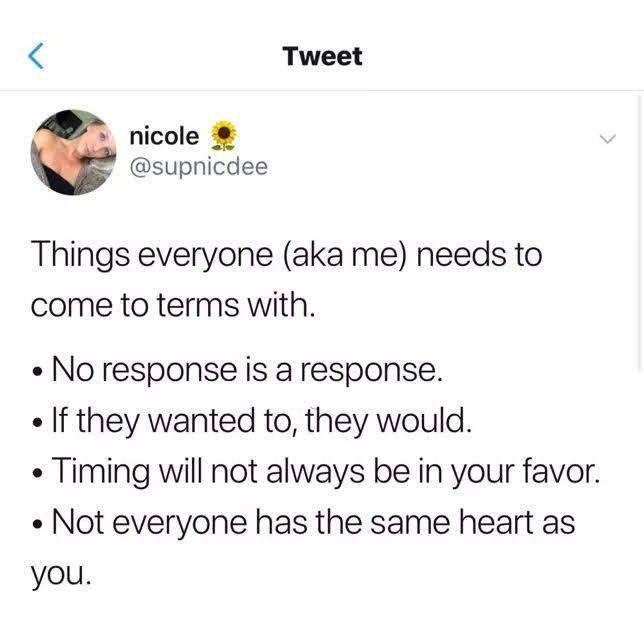 Tweet
nicole 🌻
@supnicdee
Things everyone (aka me) needs to
come to terms with.
• No response is a response.
• If they wanted to, they would.
• Timing will not always be in your favor.
• Not everyone has the same heart as
you.